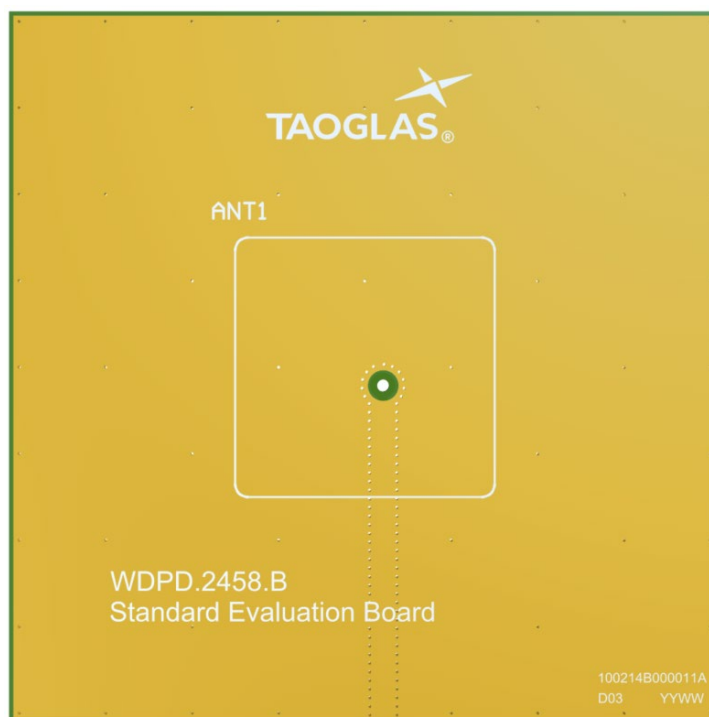 TAOGLAS®
ANT1
WDPD.2458.B
Standard Evaluation Board
100214B000011A
D03 YYWW